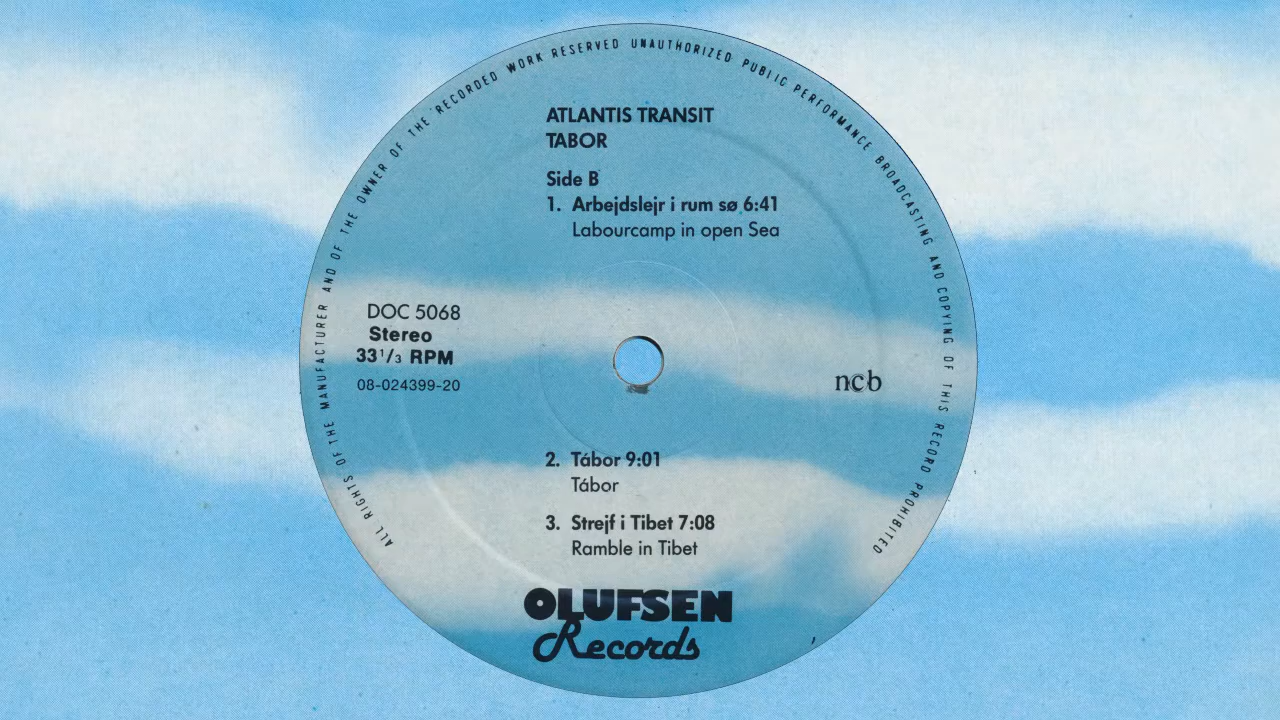 ALL RIGHTS OF THE MANUFACTURER AND OF THE OWNER OF THE RECORDED WORK RESERVED UNAUTHORIZED PUBLIC PERFORMANCE BROADCASTING AND COPYING OF THIS RECORD PROHIBITED
ATLANTIS TRANSIT
TABOR
Side B
1. Arbejdslejr i rum sø 6:41
Labourcamp in open Sea
DOC 5068
Stereo
33 1/3 RPM
08-024399-20
ncb
2. Tábor 9:01
Tábor
3. Strejf i Tibet 7:08
Ramble in Tibet
OLUFSEN
Records